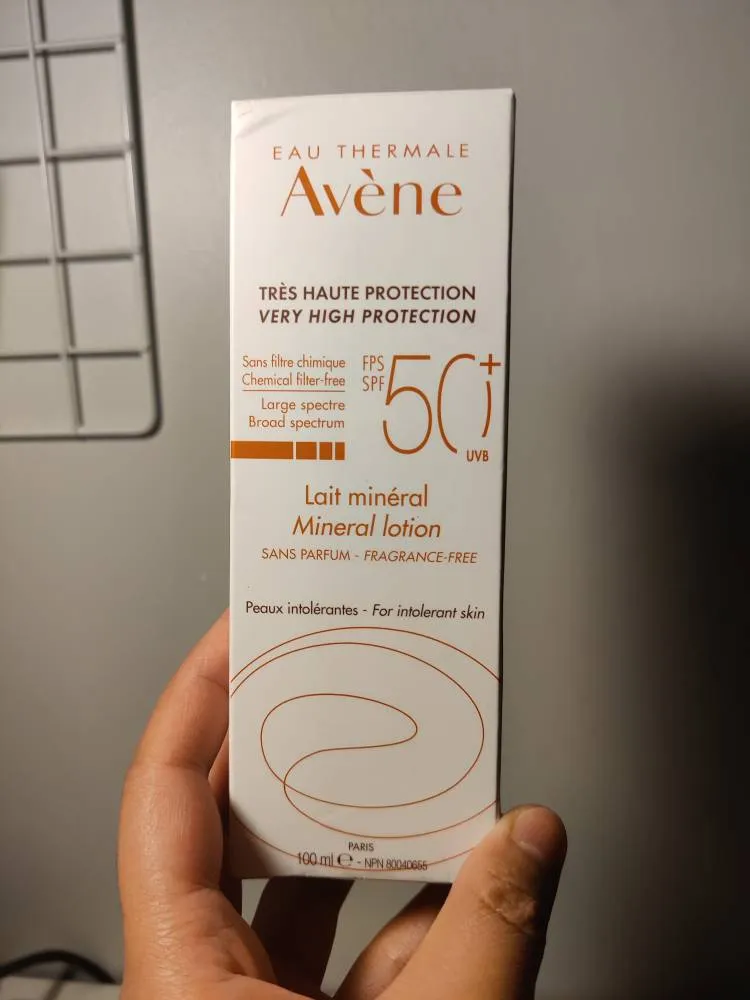 EAU THERMALE
Avène
TRÈS HAUTE PROTECTION
VERY HIGH PROTECTION
Sans filtre chimique
Chemical filter-free
Large spectre
Broad spectrum
FPS
SPF
50+
UVB
Lait minéral
Mineral lotion
SANS PARFUM - FRAGRANCE-FREE
Peaux intolérantes - For intolerant skin
PARIS
100 ml ℮ - NPN 80040655